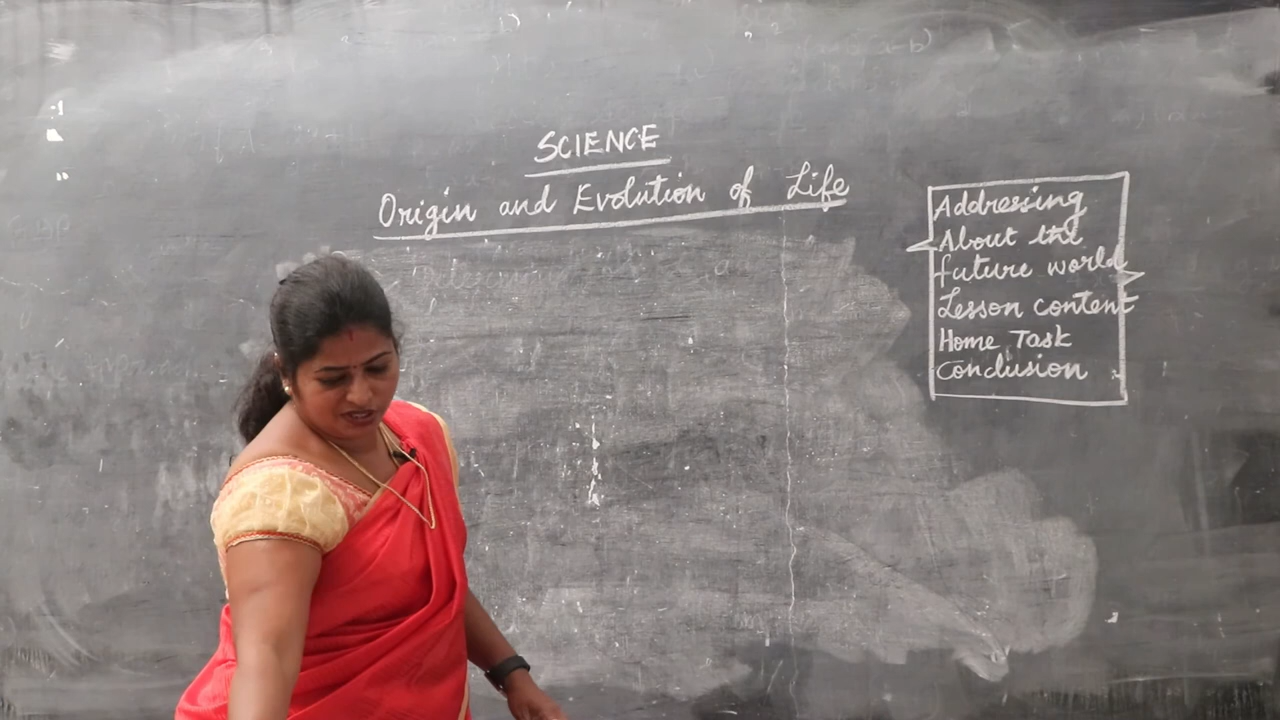 SCIENCE
Origin and Evolution of Life
Addressing
About the
future world
Lesson content
Home Task
Conclusion